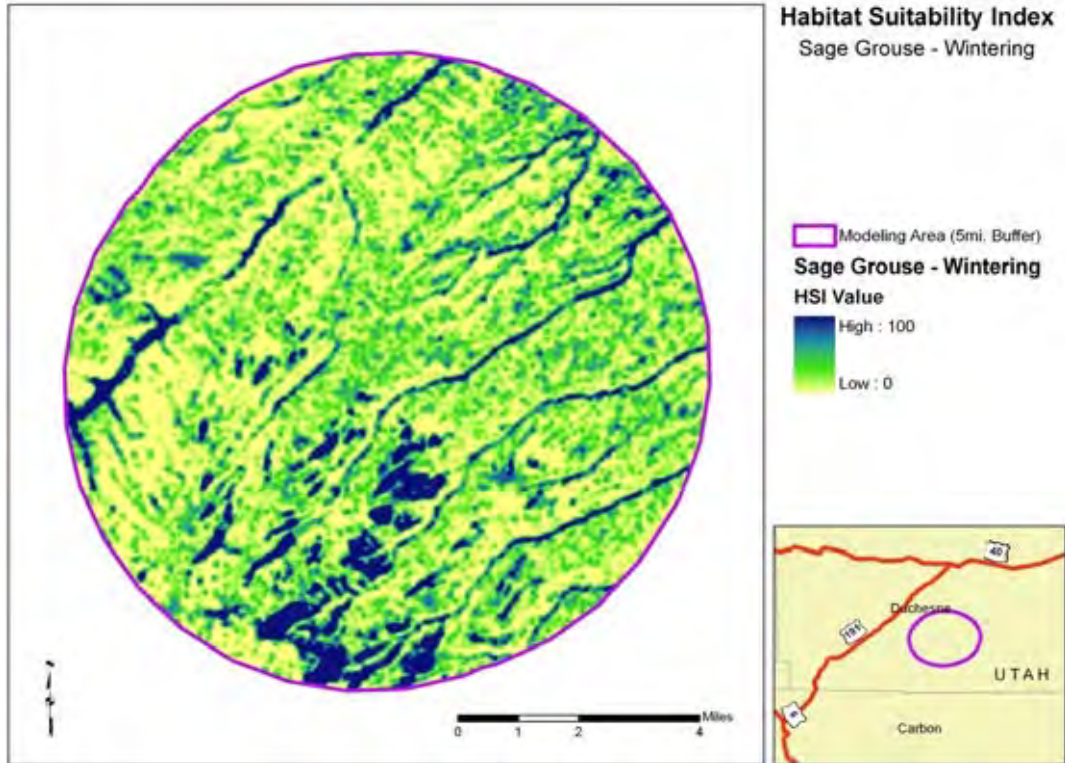 Habitat Suitability Index
Sage Grouse - Wintering
Modeling Area (5mi. Buffer)
Sage Grouse - Wintering
HSI Value
High : 100
Low : 0
Miles
0 1 2 4
40
Duchesne
191
UTAH
6
Carbon